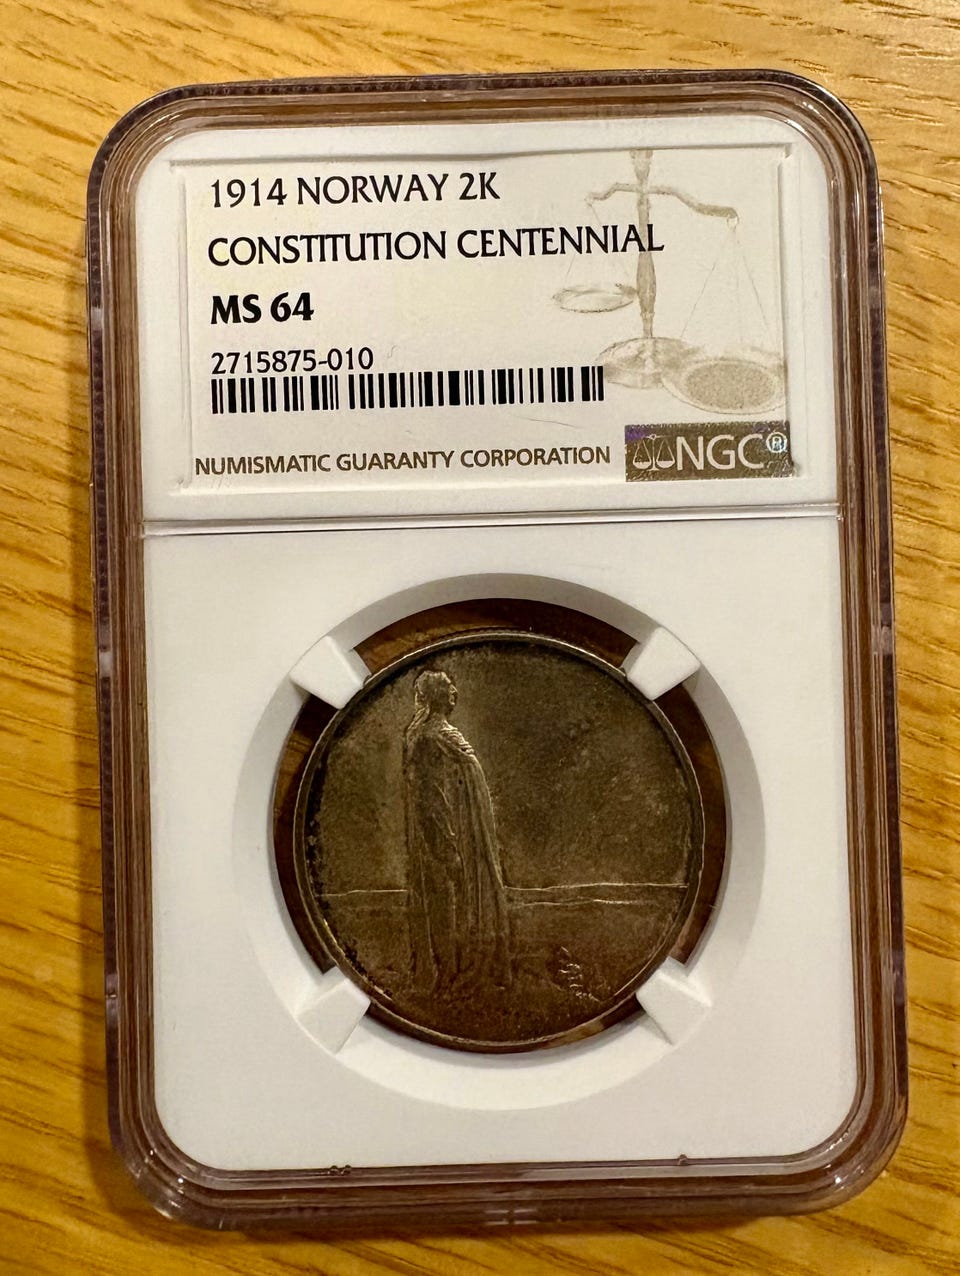 1914 NORWAY 2K
CONSTITUTION CENTENNIAL
MS 64
2715875-010
NUMISMATIC GUARANTY CORPORATION NGC®